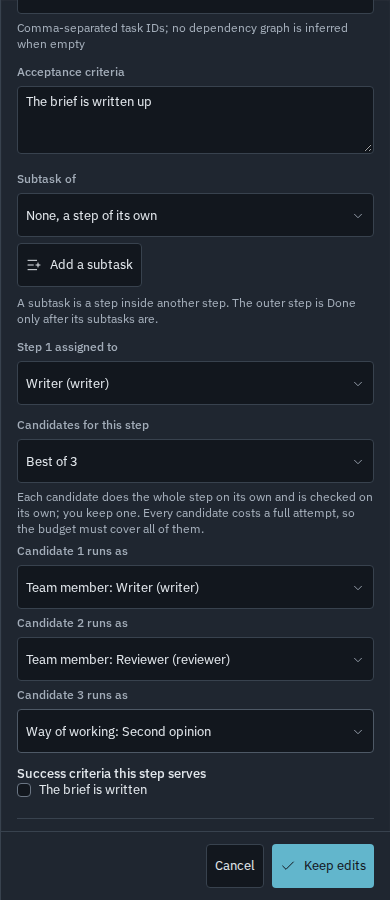 Comma-separated task IDs; no dependency graph is inferred
when empty
Acceptance criteria
The brief is written up
Subtask of
None, a step of its own
Add a subtask
A subtask is a step inside another step. The outer step is Done
only after its subtasks are.
Step 1 assigned to
Writer (writer)
Candidates for this step
Best of 3
Each candidate does the whole step on its own and is checked on
its own; you keep one. Every candidate costs a full attempt, so
the budget must cover all of them.
Candidate 1 runs as
Team member: Writer (writer)
Candidate 2 runs as
Team member: Reviewer (reviewer)
Candidate 3 runs as
Way of working: Second opinion
Success criteria this step serves
The brief is written
Cancel
Keep edits